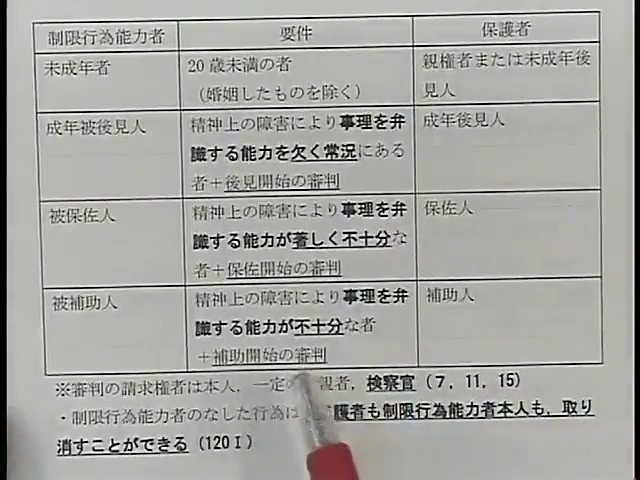 制限行為能力者 要件 保護者
未成年者 20歳未満の者 親権者または未成年後
（婚姻したものを除く） 見人
成年被後見人 精神上の障害により事理を弁 成年後見人
識する能力を欠く常況にある
者＋後見開始の審判
被保佐人 精神上の障害により事理を弁 保佐人
識する能力が著しく不十分な
者＋保佐開始の審判
被補助人 精神上の障害により事理を弁 補助人
識する能力が不十分な者
＋補助開始の審判
※審判の請求権者は本人，一定の 親者，検察官（7．11．15）
・制限行為能力者のなした行為は 護者も制限行為能力者本人も，取り
消すことができる（120Ⅰ）